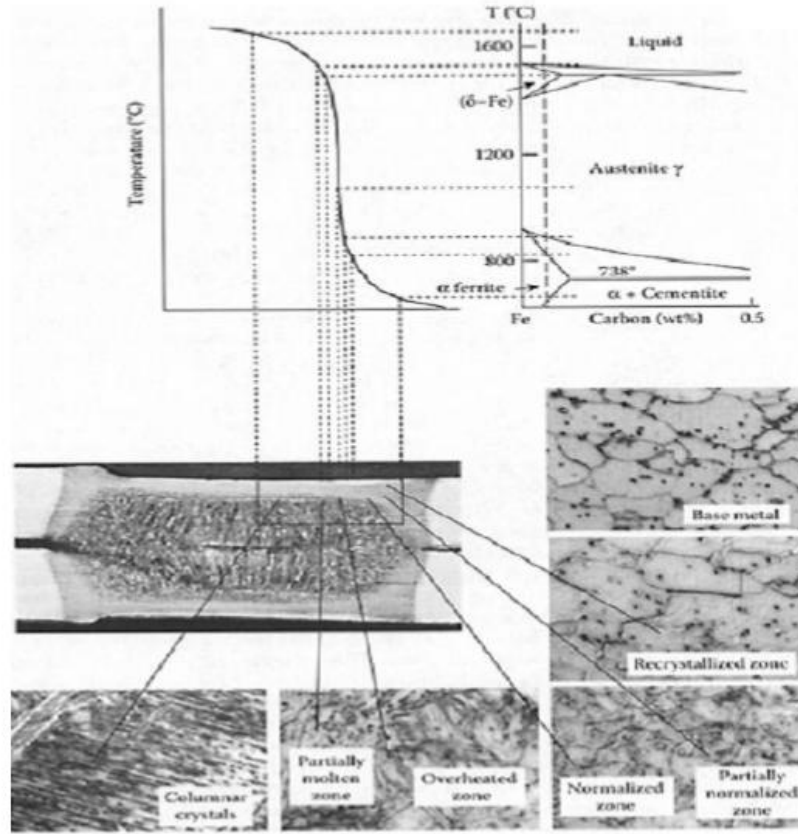 T (°C)
1600
Liquid
(δ–Fe)
Temperature (°C)
1200
Austenite γ
800
738°
α ferrite
α + Cementite
Fe
Carbon (wt%)
0.5
Base metal
Recrystallized zone
Partially
molten
zone
Overheated
zone
Normalized
zone
Partially
normalized
zone
Columnar
crystals